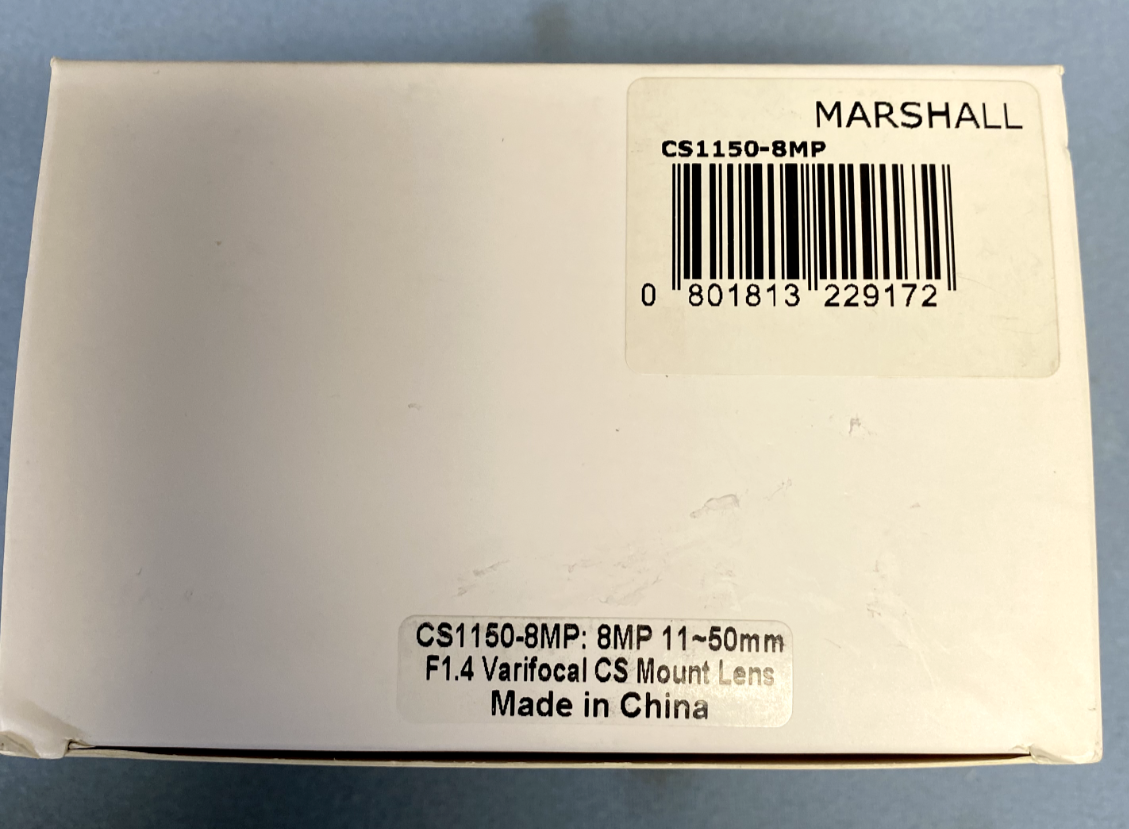 MARSHALL
CS1150-8MP
0 801813 229172
CS1150-8MP: 8MP 11~50mm
F1.4 Varifocal CS Mount Lens
Made in China